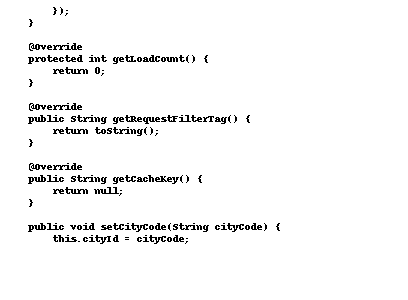 });
}

@Override
protected int getLoadCount() {
    return 0;
}

@Override
public String getRequestFilterTag() {
    return toString();
}

@Override
public String getCacheKey() {
    return null;
}

public void setCityCode(String cityCode) {
    this.cityId = cityCode;